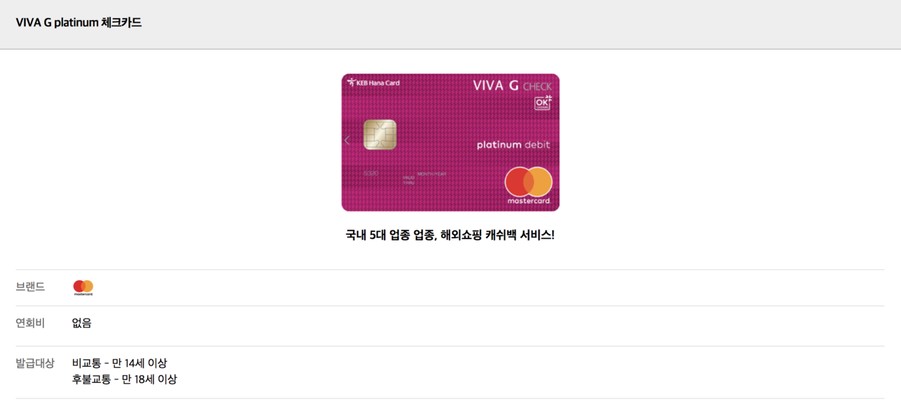 VIVA G platinum 체크카드
KEB Hana Card
VIVA G CHECK
OK
platinum debit
mastercard.
국내 5대 업종 업종, 해외쇼핑 캐쉬백 서비스!
브랜드
mastercard
연회비 없음
발급대상 비교통 - 만 14세 이상
후불교통 - 만 18세 이상